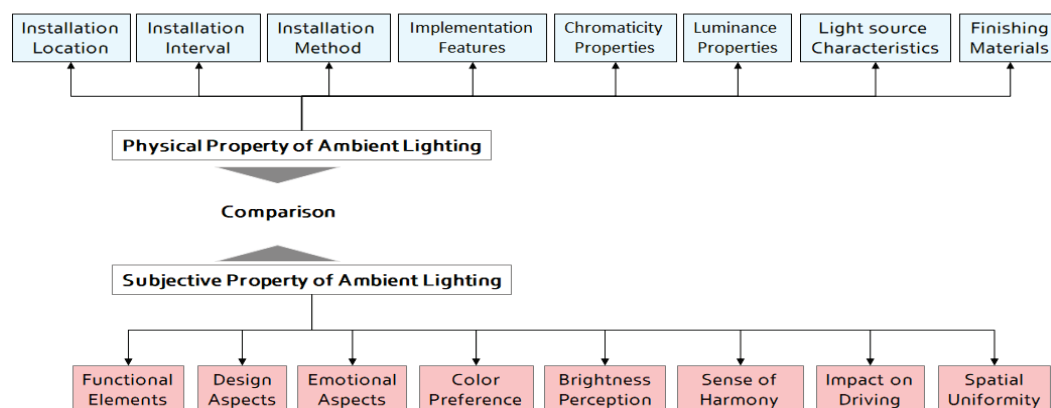 Installation
Location
Installation
Interval
Installation
Method
Implementation
Features
Chromaticity
Properties
Luminance
Properties
Light source
Characteristics
Finishing
Materials
Physical Property of Ambient Lighting
Comparison
Subjective Property of Ambient Lighting
Functional
Elements
Design
Aspects
Emotional
Aspects
Color
Preference
Brightness
Perception
Sense of
Harmony
Impact on
Driving
Spatial
Uniformity